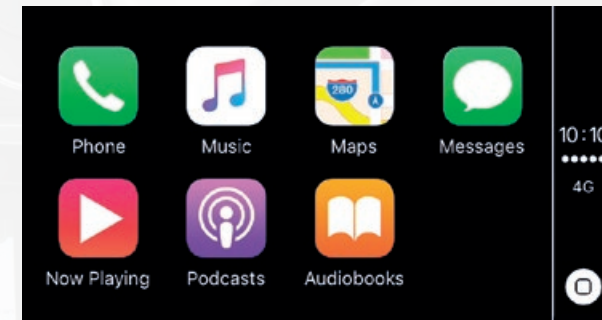 Phone Music Maps Messages
280
10:10
4G
Now Playing Podcasts Audiobooks